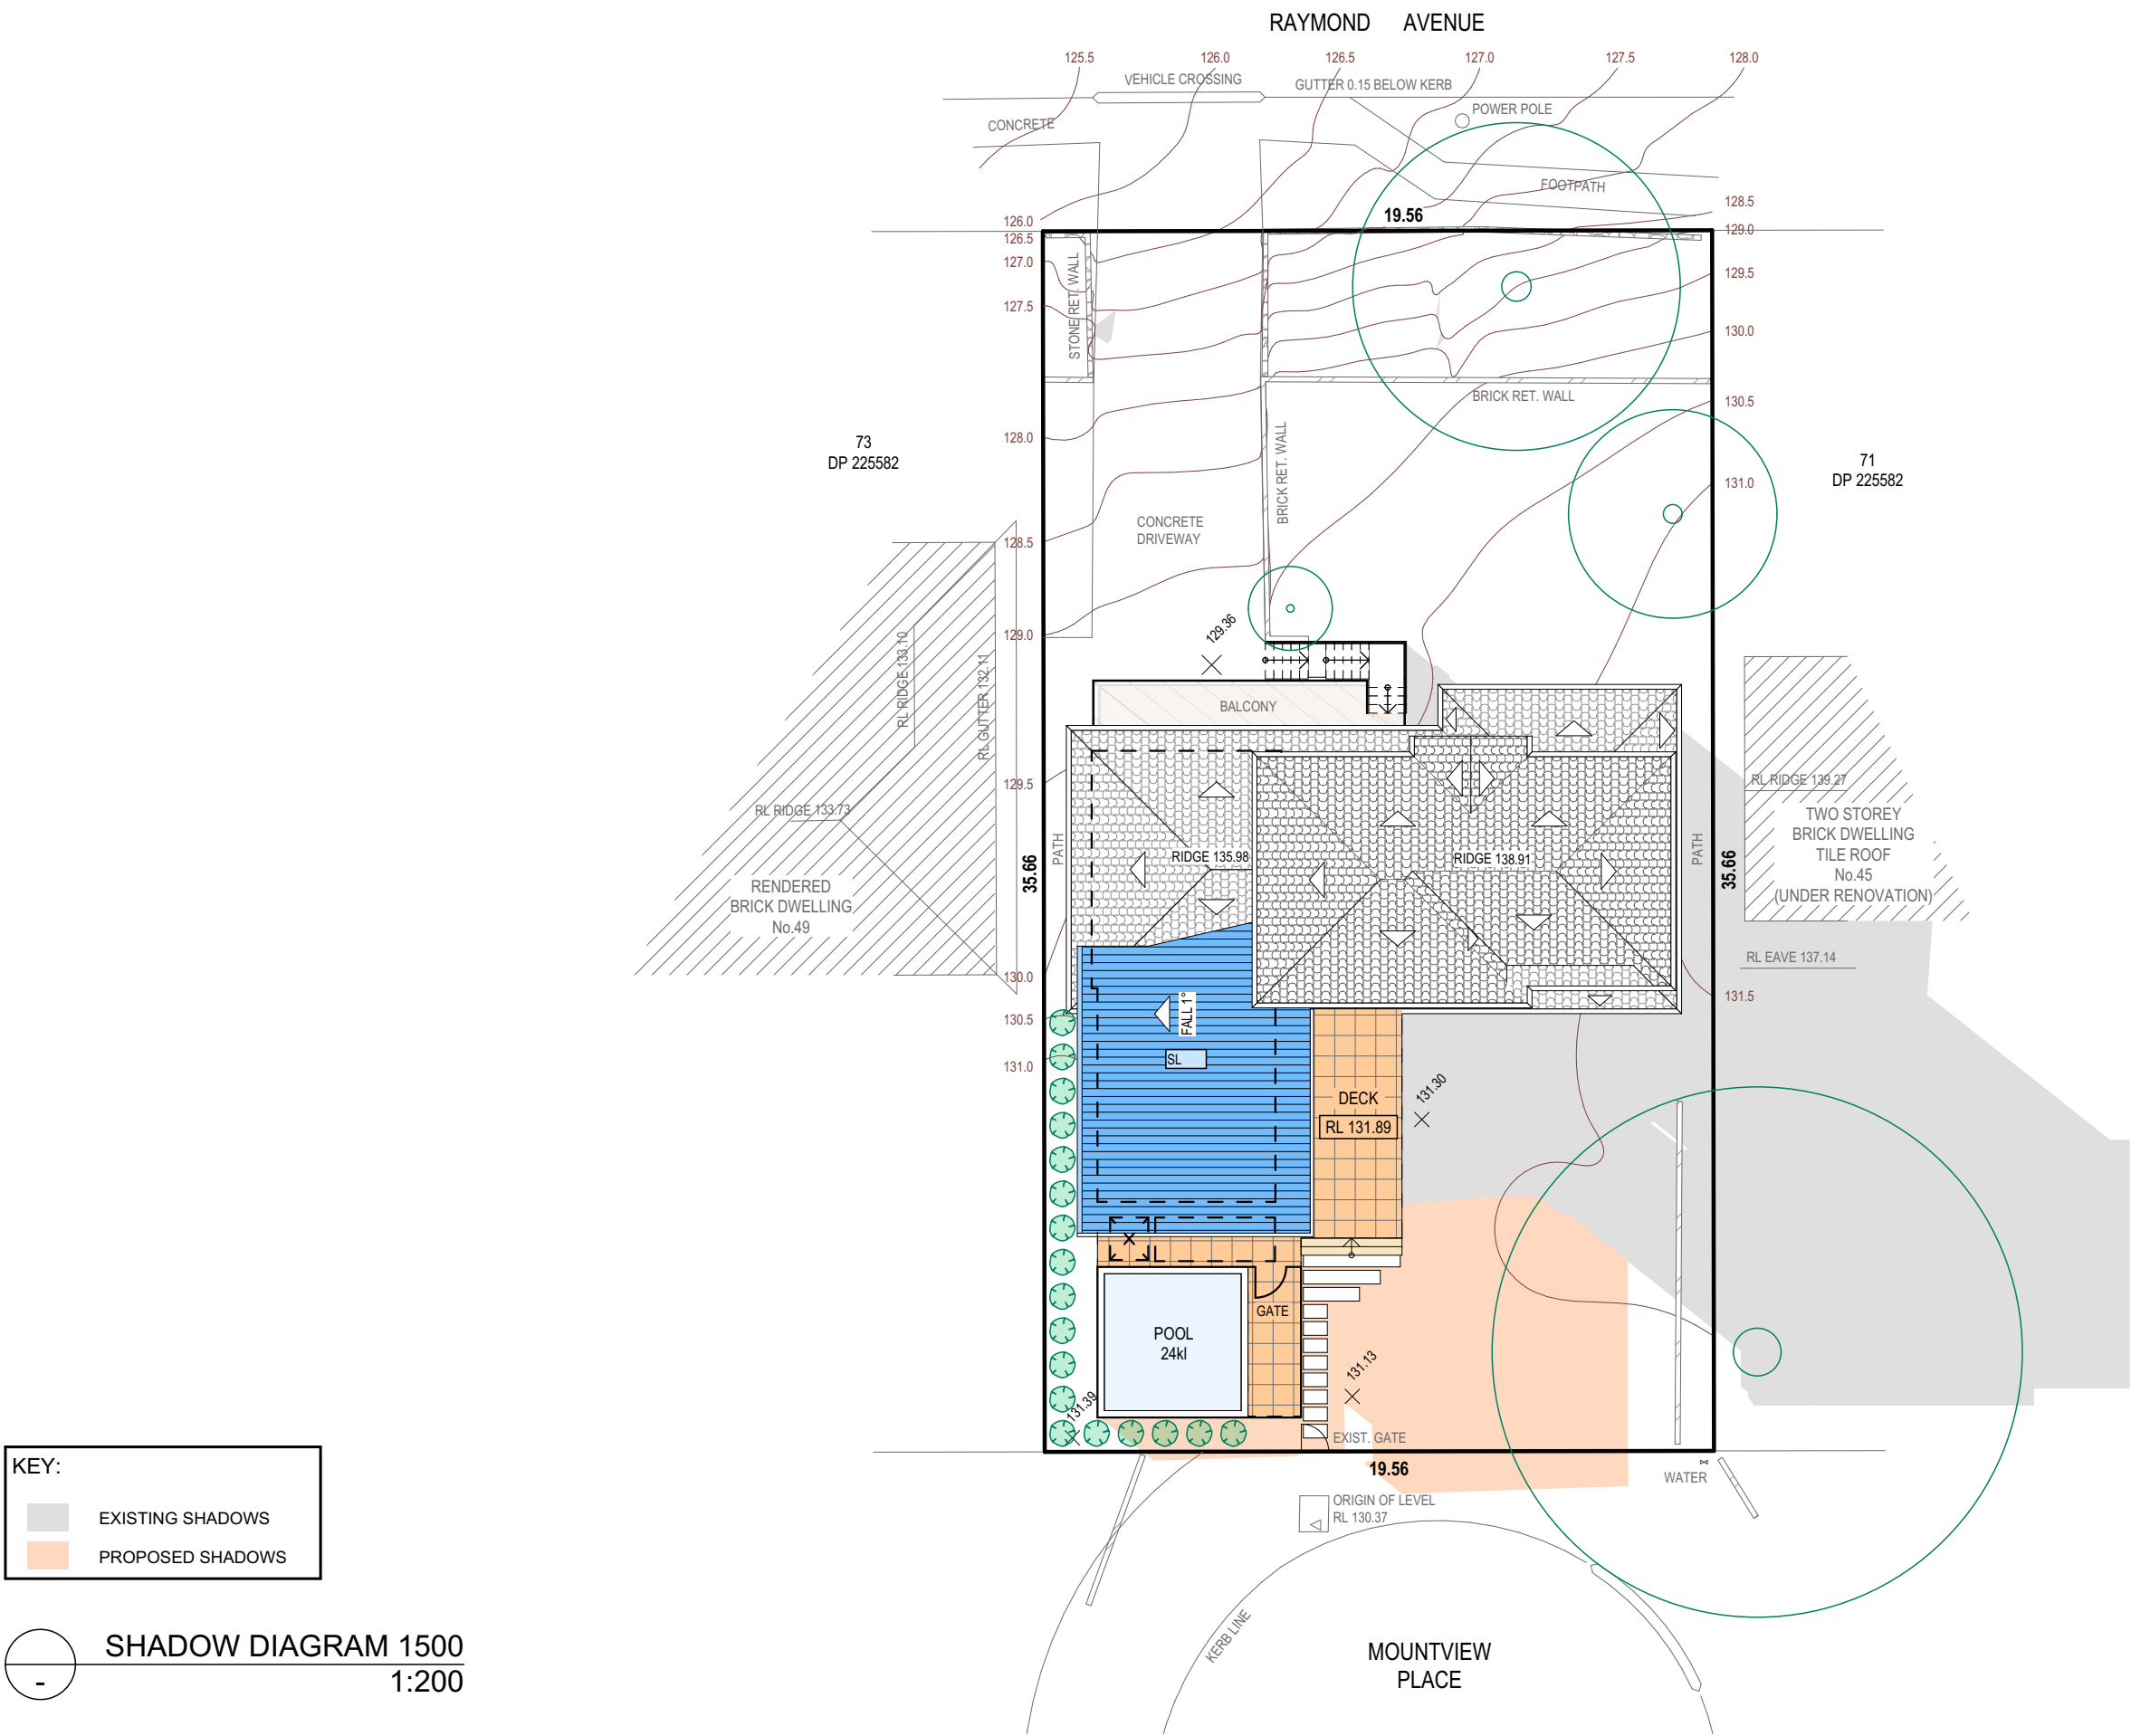 RAYMOND AVENUE
125.5
126.0
126.5
127.0
127.5
128.0
VEHICLE CROSSING
GUTTER 0.15 BELOW KERB
POWER POLE
CONCRETE
FOOTPATH
19.56
126.0
126.5
127.0
127.5
128.5
129.0
129.5
130.0
STONE RET. WALL
BRICK RET. WALL
130.5
73
DP 225582
128.0
BRICK RET. WALL
71
DP 225582
131.0
CONCRETE
DRIVEWAY
128.5
129.0
129.36
RL RIDGE 133.10
RL GUTTER 132.11
BALCONY
129.5
RL RIDGE 133.73
RL RIDGE 139.27
TWO STOREY
BRICK DWELLING
TILE ROOF
No.45
(UNDER RENOVATION)
PATH
35.66
RIDGE 135.98
RIDGE 138.91
PATH
35.66
RENDERED
BRICK DWELLING
No.49
RL EAVE 137.14
130.0
130.5
131.0
131.5
FALL 1°
SL
DECK
RL 131.89
131.30
GATE
POOL
24kl
131.13
131.39
EXIST. GATE
19.56
WATER
ORIGIN OF LEVEL
RL 130.37
KERB LINE
MOUNTVIEW
PLACE
KEY:
EXISTING SHADOWS
PROPOSED SHADOWS
SHADOW DIAGRAM 1500
-
1:200